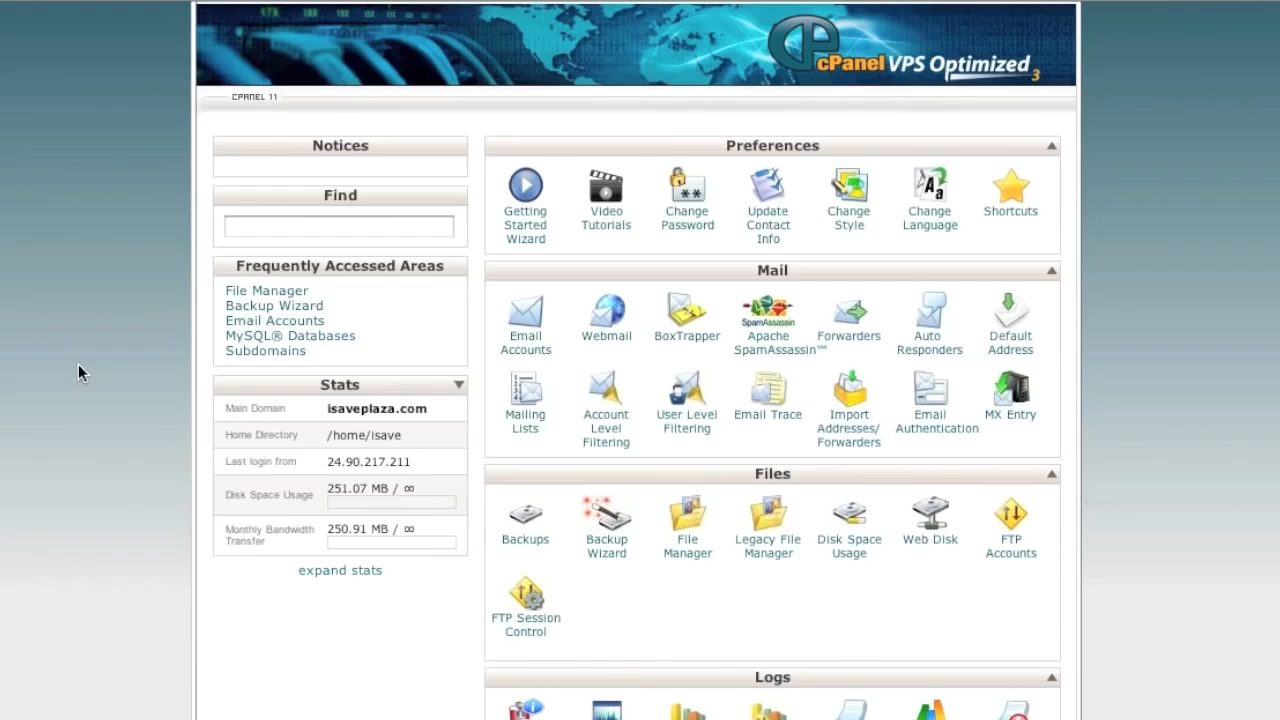 cPanel VPS Optimized 3
CPANEL 11
Notices
Find
Frequently Accessed Areas
File Manager
Backup Wizard
Email Accounts
MySQL® Databases
Subdomains
Stats
Main Domain isaveplaza.com
Home Directory /home/isave
Last login from 24.90.217.211
Disk Space Usage 251.07 MB / ∞
Monthly Bandwidth
Transfer
250.91 MB / ∞
expand stats
Preferences
Getting
Started
Wizard
Video
Tutorials
Change
Password
Update
Contact
Info
Change
Style
Change
Language
Shortcuts
Mail
Email
Accounts
Webmail
BoxTrapper
SpamAssassin
Apache
SpamAssassin™
Forwarders
Auto
Responders
Default
Address
Mailing
Lists
Account
Level
Filtering
User Level
Filtering
Email Trace
Import
Addresses/
Forwarders
Email
Authentication
MX Entry
Files
Backups
Backup
Wizard
File
Manager
Legacy File
Manager
Disk Space
Usage
Web Disk
FTP
Accounts
FTP Session
Control
Logs